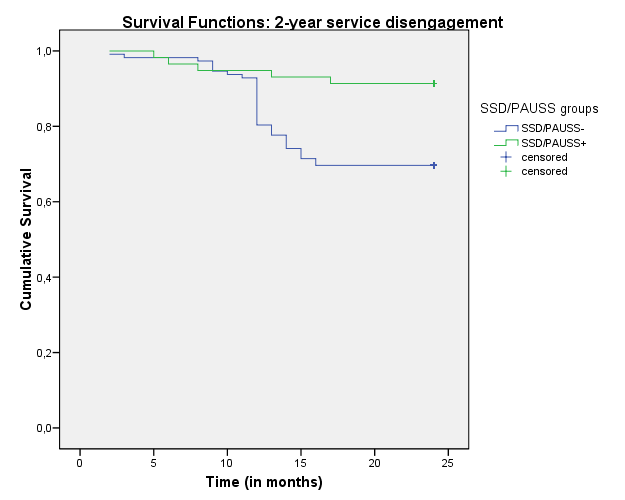 Survival Functions: 2-year service disengagement
1,0
0,8
0,6
0,4
0,2
0,0
Cumulative Survival
0 5 10 15 20 25
Time (in months)
SSD/PAUSS groups
SSD/PAUSS-
SSD/PAUSS+
censored
censored